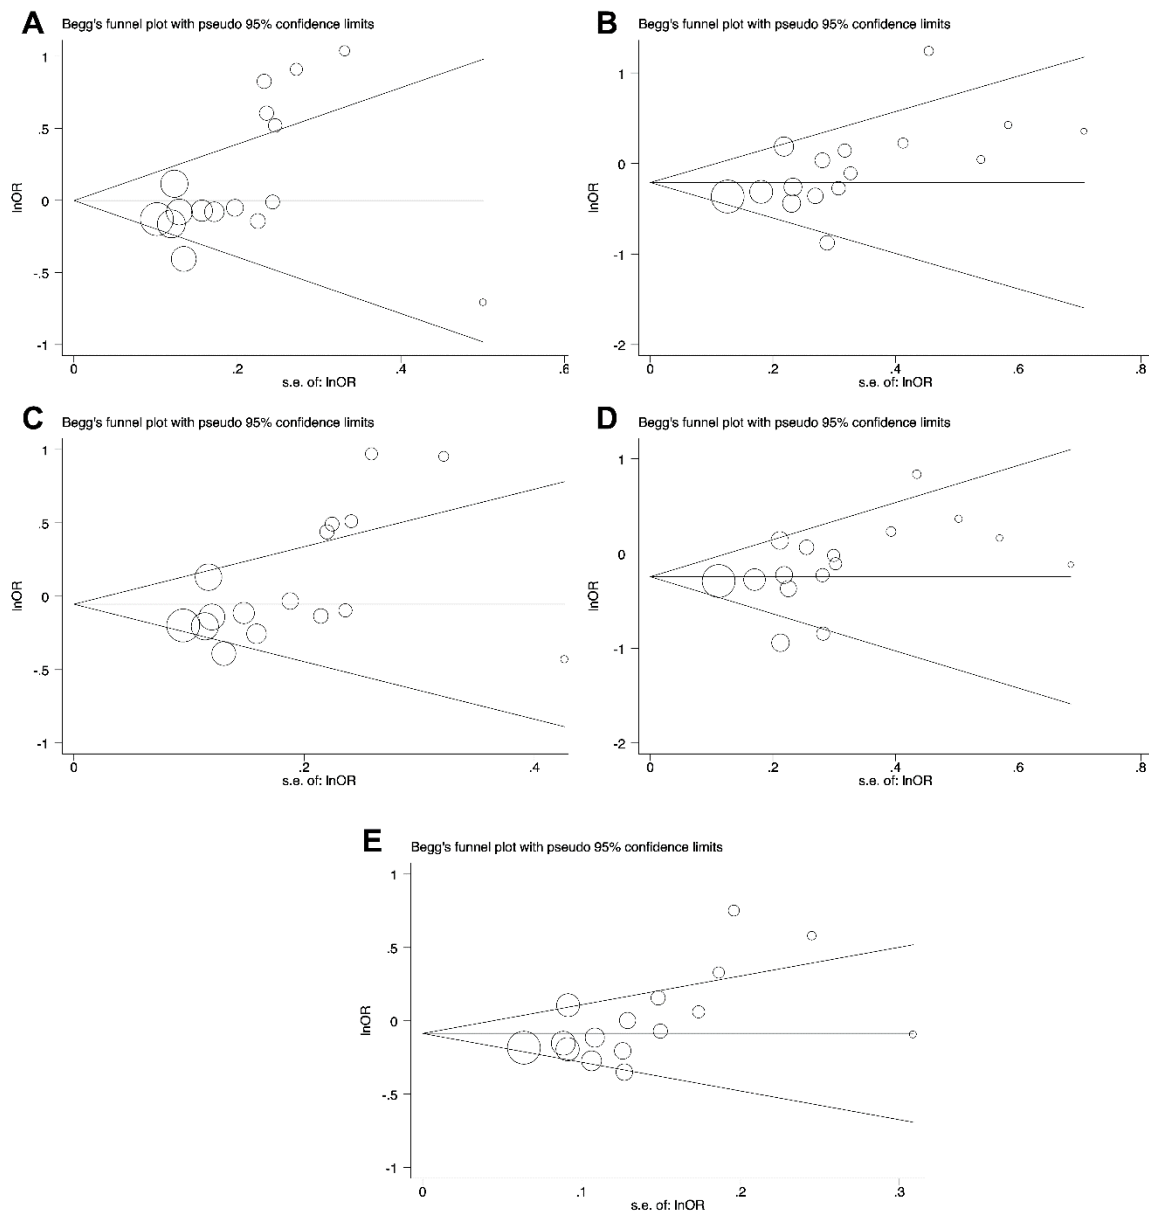 A
Begg's funnel plot with pseudo 95% confidence limits
1
.5
0
-.5
-1
lnOR
0
.2
.4
.6
s.e. of: lnOR
B
Begg's funnel plot with pseudo 95% confidence limits
1
0
-1
-2
lnOR
0
.2
.4
.6
.8
s.e. of: lnOR
C
Begg's funnel plot with pseudo 95% confidence limits
1
.5
0
-.5
-1
lnOR
0
.2
.4
s.e. of: lnOR
D
Begg's funnel plot with pseudo 95% confidence limits
1
0
-1
-2
lnOR
0
.2
.4
.6
.8
s.e. of: lnOR
E
Begg's funnel plot with pseudo 95% confidence limits
1
.5
0
-.5
-1
lnOR
0
.1
.2
.3
s.e. of: lnOR